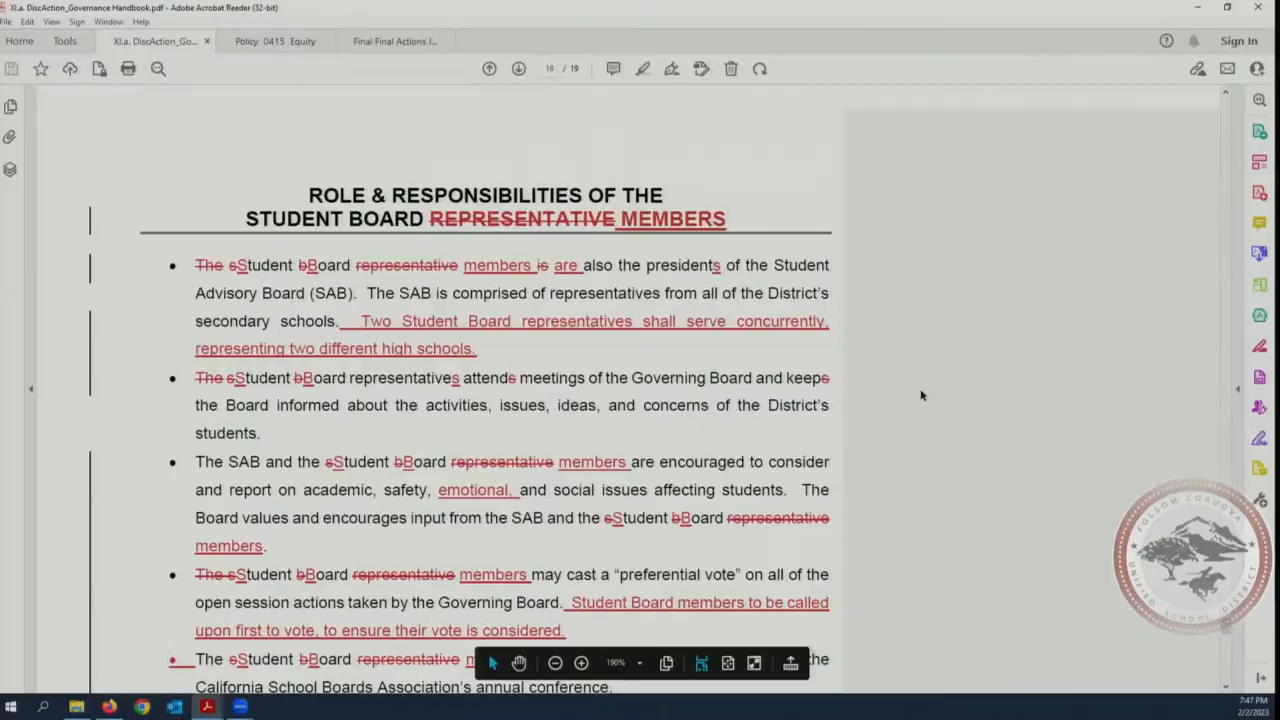 XI.a. DiscAction_Governance Handbook.pdf - Adobe Acrobat Reader (32-bit)
File Edit View Sign Window Help
Home Tools XI.a. DiscAction_Go... × Policy 0415 Equity Final Final Actions I... Sign In
18 / 19
ROLE & RESPONSIBILITIES OF THE
STUDENT BOARD REPRESENTATIVE MEMBERS
• The sStudent bBoard representative members is are also the presidents of the Student
Advisory Board (SAB). The SAB is comprised of representatives from all of the District's
secondary schools. Two Student Board representatives shall serve concurrently,
representing two different high schools.
• The sStudent bBoard representatives attends meetings of the Governing Board and keeps
the Board informed about the activities, issues, ideas, and concerns of the District's
students.
• The SAB and the sStudent bBoard representative members are encouraged to consider
and report on academic, safety, emotional, and social issues affecting students. The
Board values and encourages input from the SAB and the sStudent bBoard representative
members.
• The sStudent bBoard representative members may cast a “preferential vote” on all of the
open session actions taken by the Governing Board. Student Board members to be called
upon first to vote, to ensure their vote is considered.
• The sStudent bBoard representative m the
California School Boards Association's annual conference.
190%
FOLSOM CORDOVA
UNIFIED SCHOOL DISTRICT
7:47 PM
2/2/2023